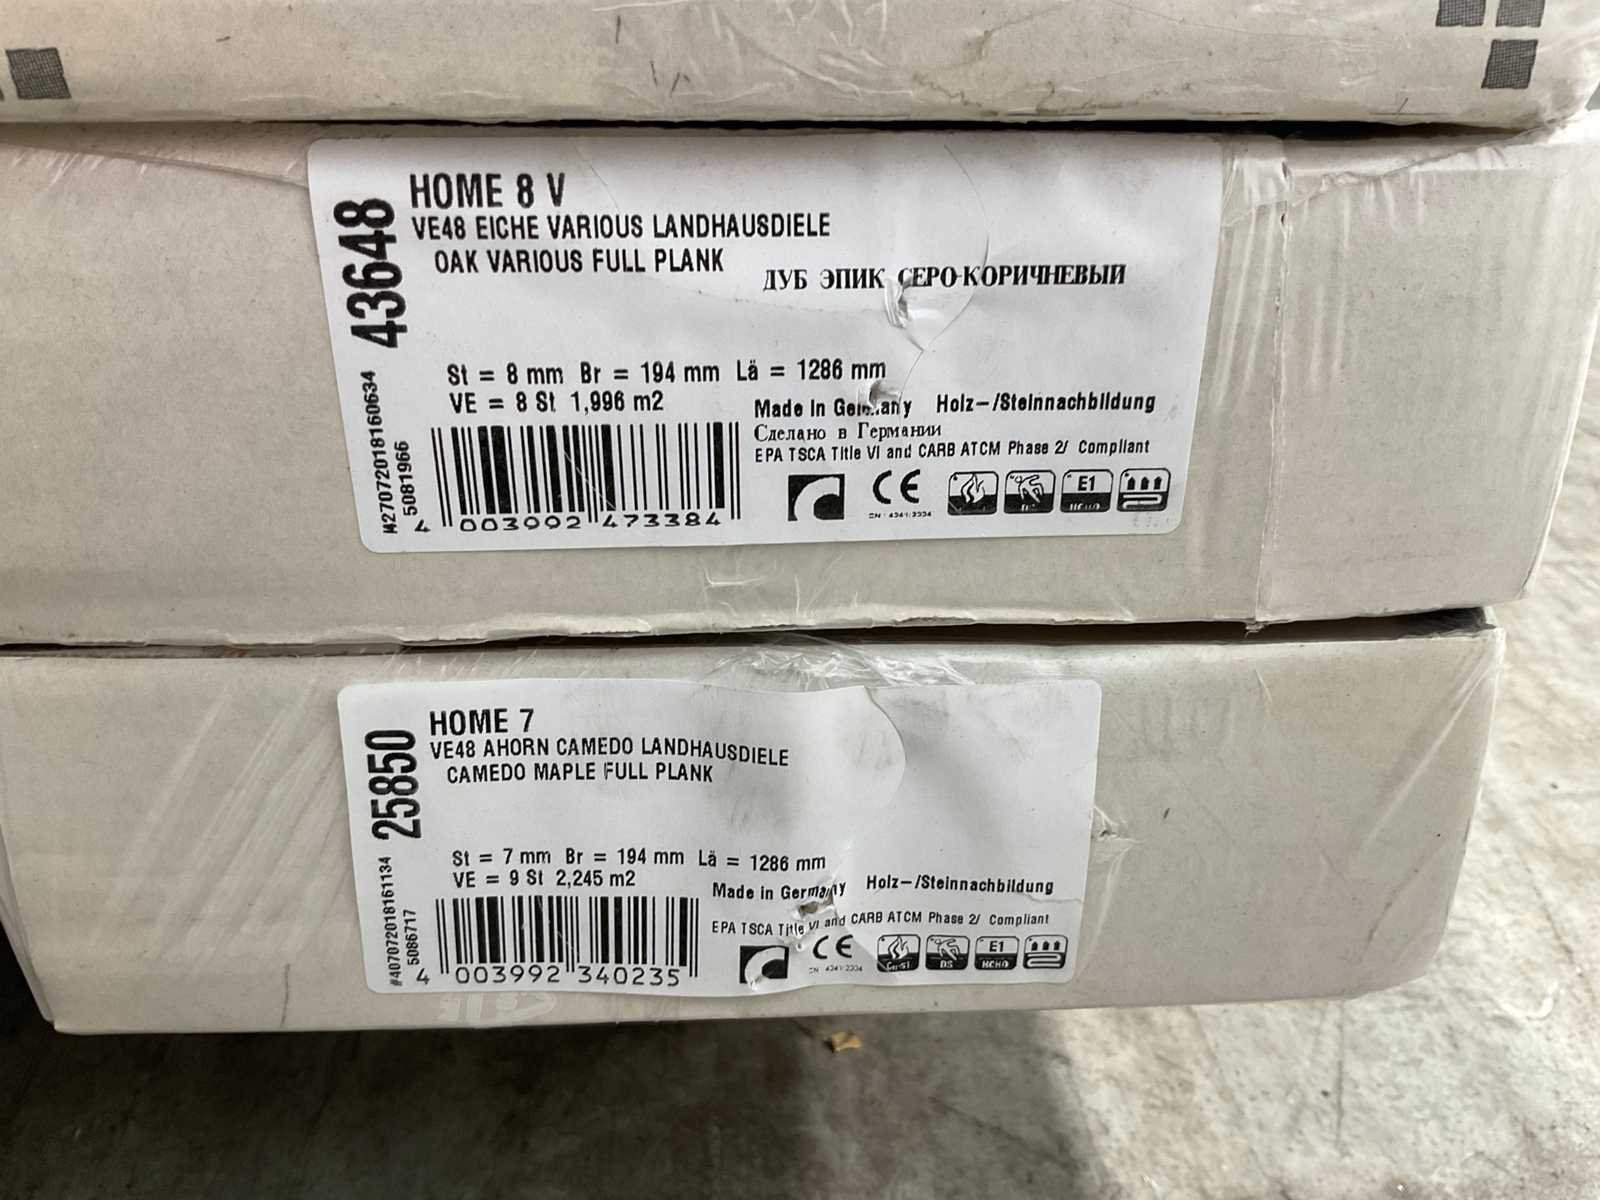 43648
HOME 8 V
VE48 EICHE VARIOUS LANDHAUSDIELE
OAK VARIOUS FULL PLANK
ДУБ ЭПИК СЕРО-КОРИЧНЕВЫЙ
St = 8 mm Br = 194 mm Lä = 1286 mm
VE = 8 St 1,996 m2
Made in Germany Holz-/Steinnachbildung
Сделано в Германии
EPA TSCA Title VI and CARB ATCM Phase 2/ Compliant
5081966
4 003992 473384
CE
E1
25850
HOME 7
VE48 AHORN CAMEDO LANDHAUSDIELE
CAMEDO MAPLE FULL PLANK
St = 7 mm Br = 194 mm Lä = 1286 mm
VE = 9 St 2,245 m2
Made in Germany Holz-/Steinnachbildung
EPA TSCA Title VI and CARB ATCM Phase 2/ Compliant
#407072018161134
5086717
4 003992 340235
CE
DS
E1
HCHO